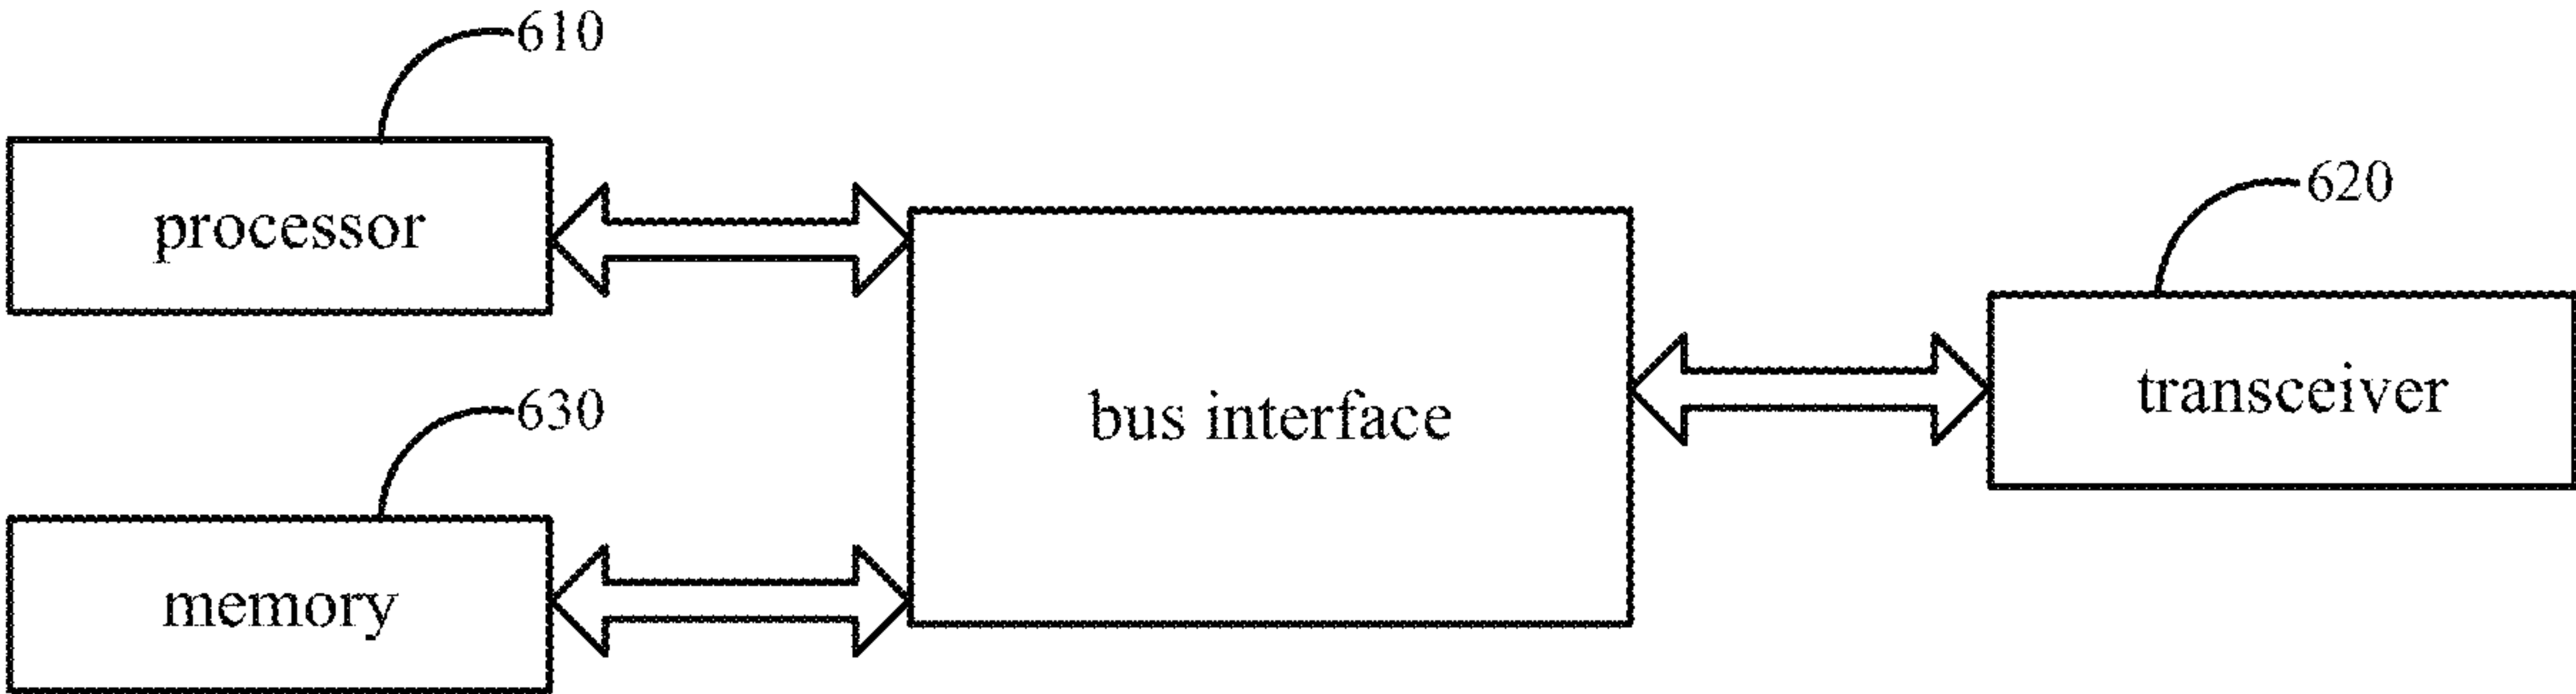 610
processor
620
bus interface
transceiver
630
memory